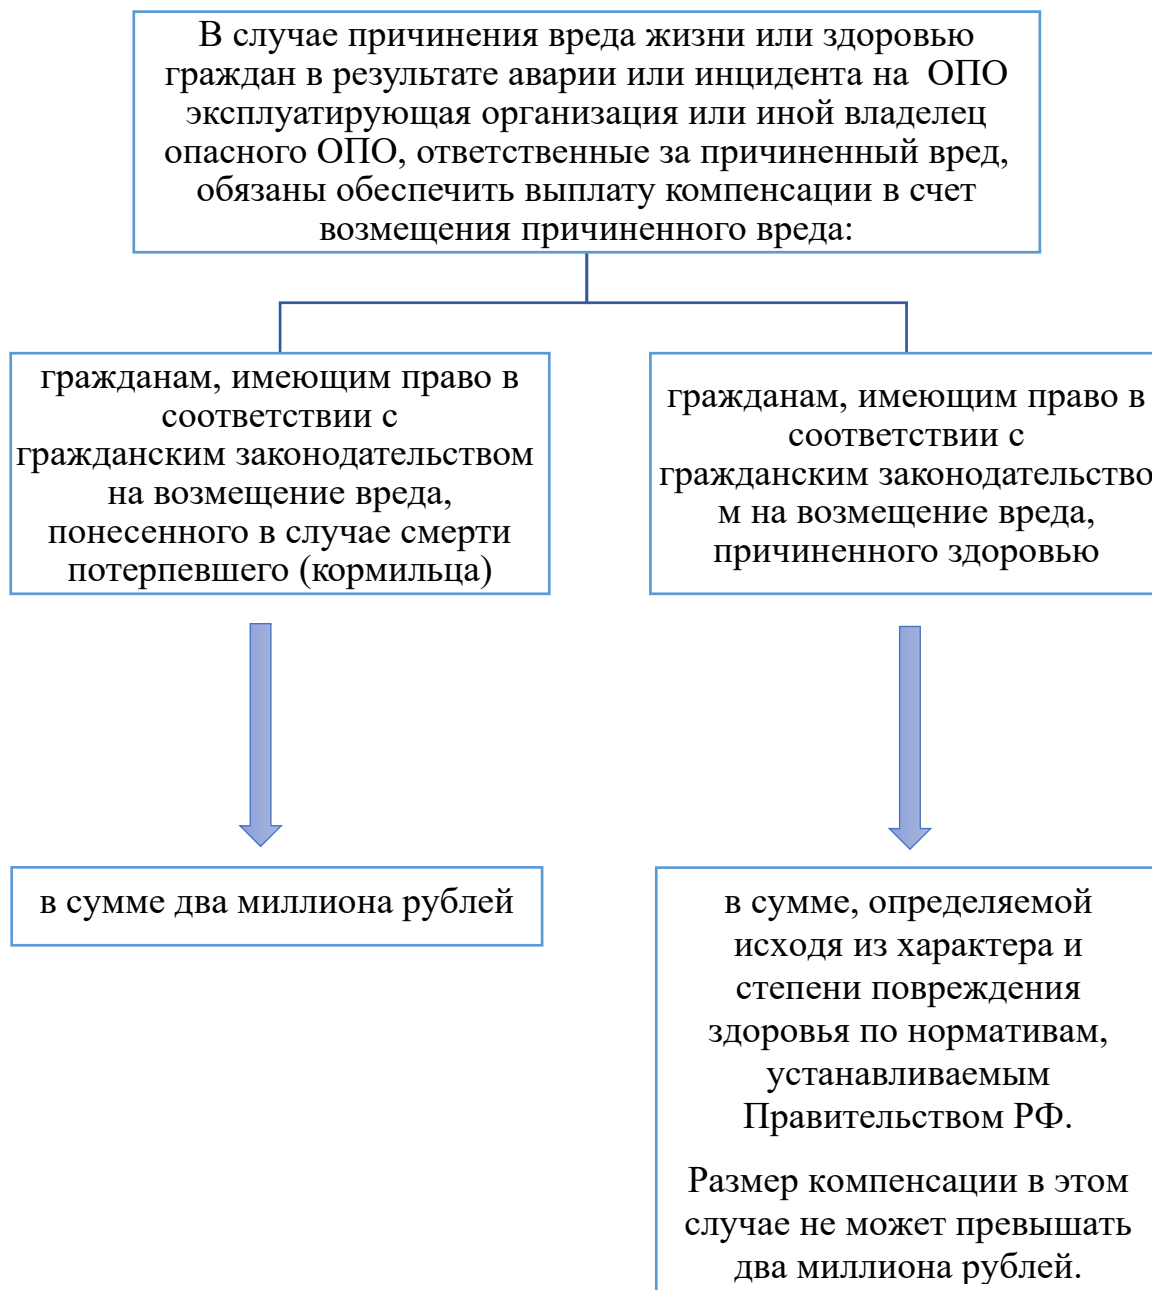 В случае причинения вреда жизни или здоровью
граждан в результате аварии или инцидента на ОПО
эксплуатирующая организация или иной владелец
опасного ОПО, ответственные за причиненный вред,
обязаны обеспечить выплату компенсации в счет
возмещения причиненного вреда:
гражданам, имеющим право в
соответствии с
гражданским законодательством
на возмещение вреда,
понесенного в случае смерти
потерпевшего (кормильца)
гражданам, имеющим право в
соответствии с
гражданским законодательство
м на возмещение вреда,
причиненного здоровью
в сумме два миллиона рублей
в сумме, определяемой
исходя из характера и
степени повреждения
здоровья по нормативам,
устанавливаемым
Правительством РФ.
Размер компенсации в этом
случае не может превышать
два миллиона рублей.